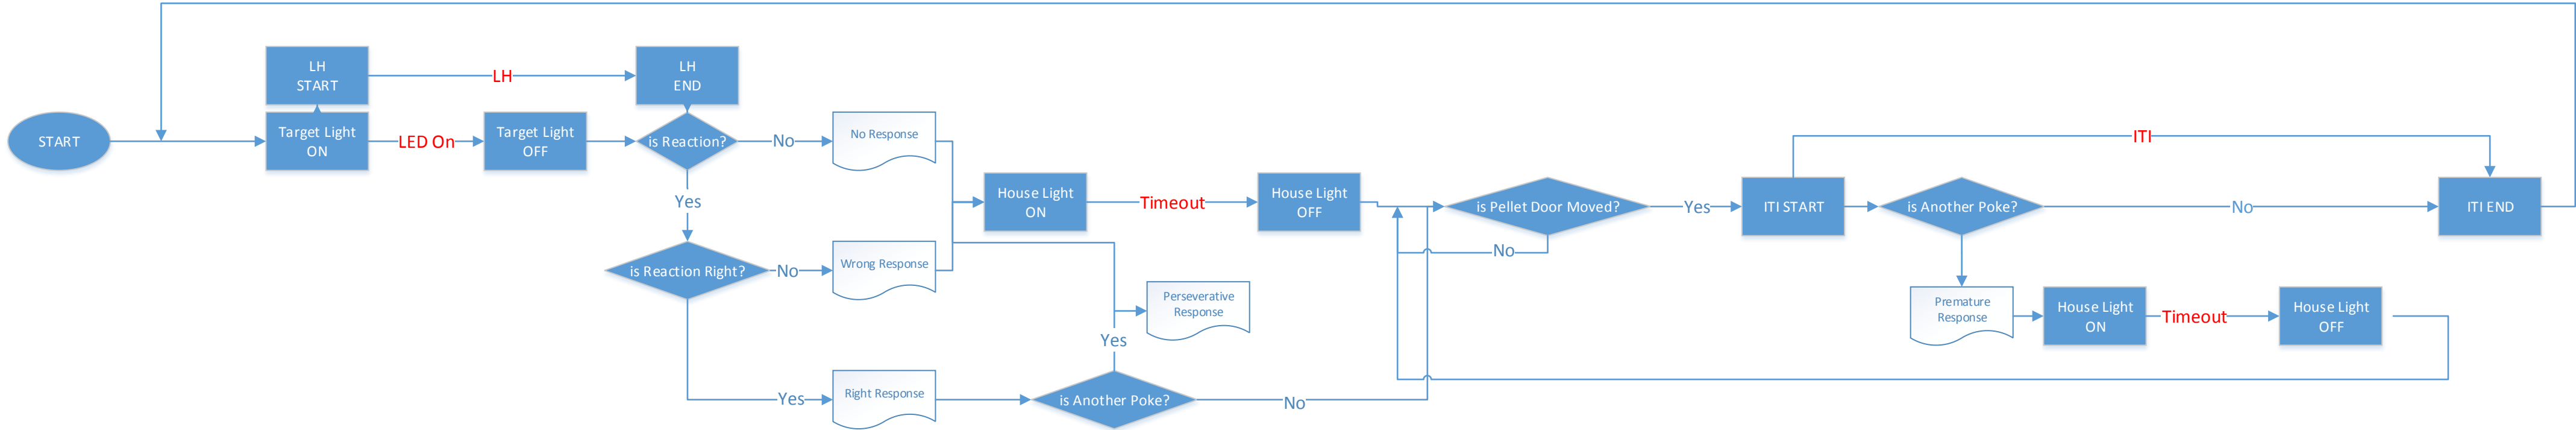 START
LH
START
Target Light
ON
LH
LED On
Target Light
OFF
LH
END
is Reaction?
No
No Response
Yes
is Reaction Right?
No
Wrong Response
Yes
Right Response
is Another Poke?
Yes
Perseverative
Response
No
House Light
ON
Timeout
House Light
OFF
is Pellet Door Moved?
No
Yes
ITI START
ITI
is Another Poke?
No
ITI END
Premature
Response
House Light
ON
Timeout
House Light
OFF